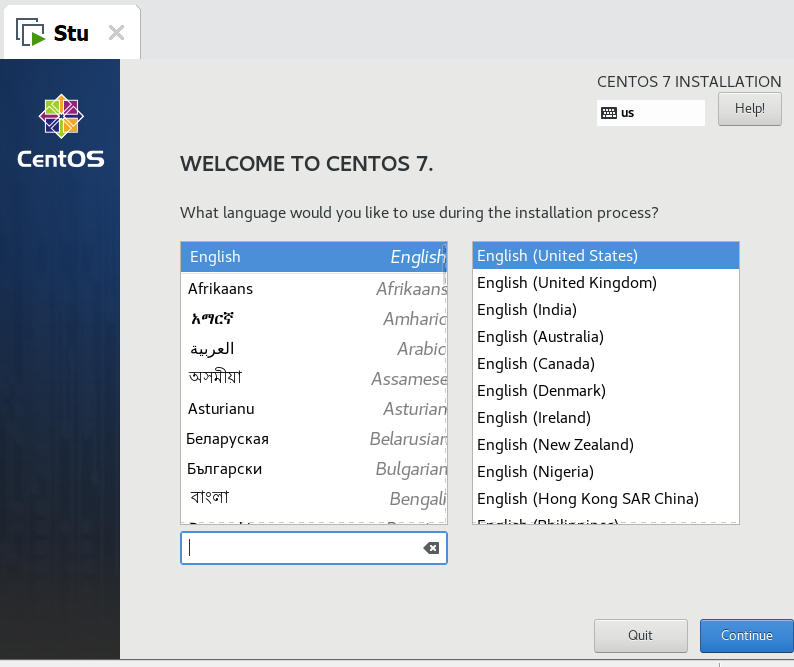 Stu
CentOS
CENTOS 7 INSTALLATION
us
Help!
WELCOME TO CENTOS 7.
What language would you like to use during the installation process?
English English
Afrikaans Afrikaans
አማርኛ Amharic
العربية Arabic
অসমীয়া Assamese
Asturianu Asturian
Беларуская Belarusian
Български Bulgarian
বাংলা Bengali
English (United States)
English (United Kingdom)
English (India)
English (Australia)
English (Canada)
English (Denmark)
English (Ireland)
English (New Zealand)
English (Nigeria)
English (Hong Kong SAR China)
English (Philippines)
Quit
Continue